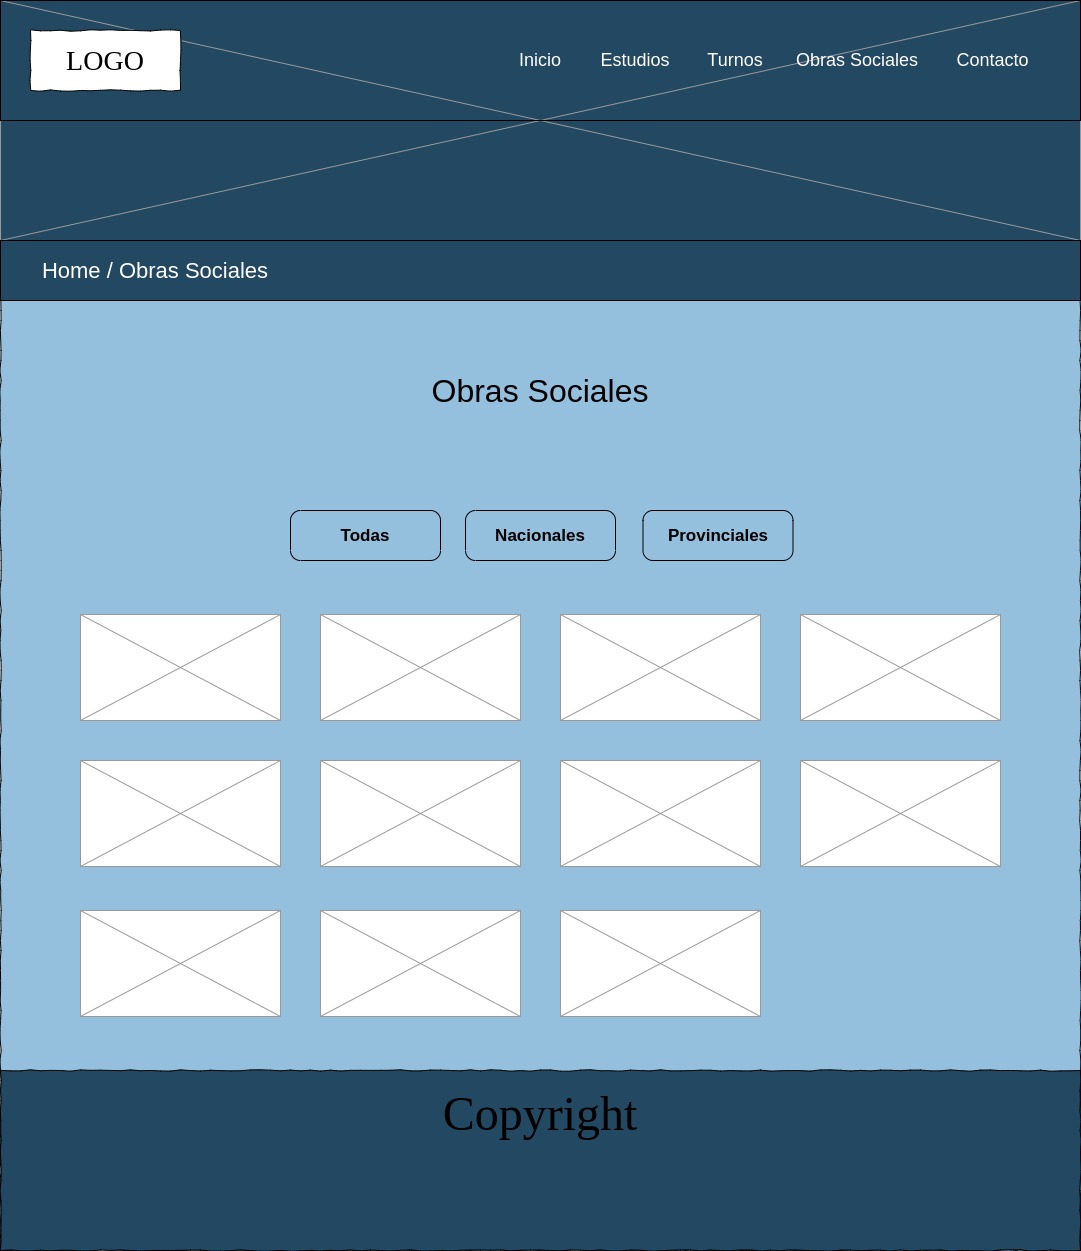 LOGO
Inicio Estudios Turnos Obras Sociales Contacto
Home / Obras Sociales
Obras Sociales
Todas Nacionales Provinciales
Copyright